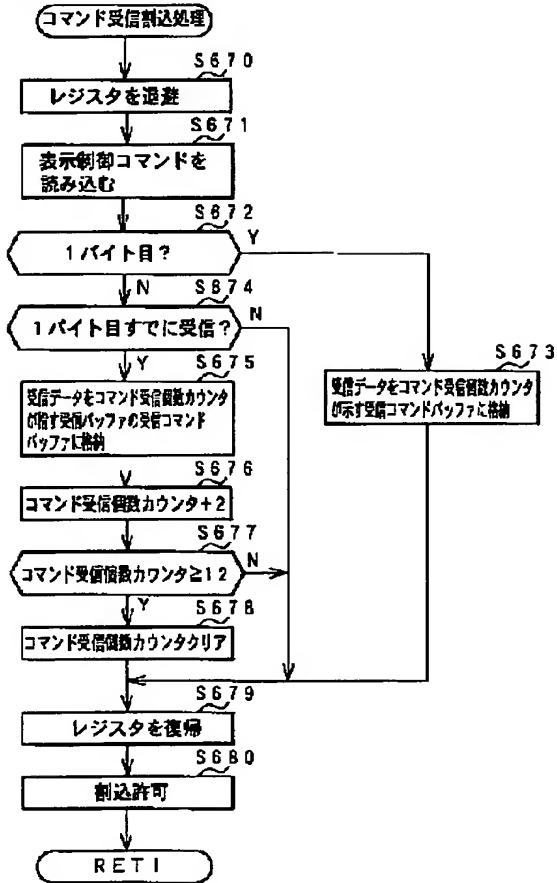 コマンド受信割込処理
S670
レジスタを退避
S671
表示制御コマンドを
読み込む
S672
1バイト目?
Y
N
S674
1バイト目すでに受信?
N
Y
S673
受信データをコマンド受信個数カウンタ
が示す受信コマンドバッファに格納
S675
受信データをコマンド受信個数カウンタ
が指す受信バッファの受信コマンド
バッファに格納
S676
コマンド受信個数カウンタ+2
S677
コマンド受信個数カウンタ≧12
N
Y
S678
コマンド受信個数カウンタクリア
S679
レジスタを復帰
S680
割込許可
RETI